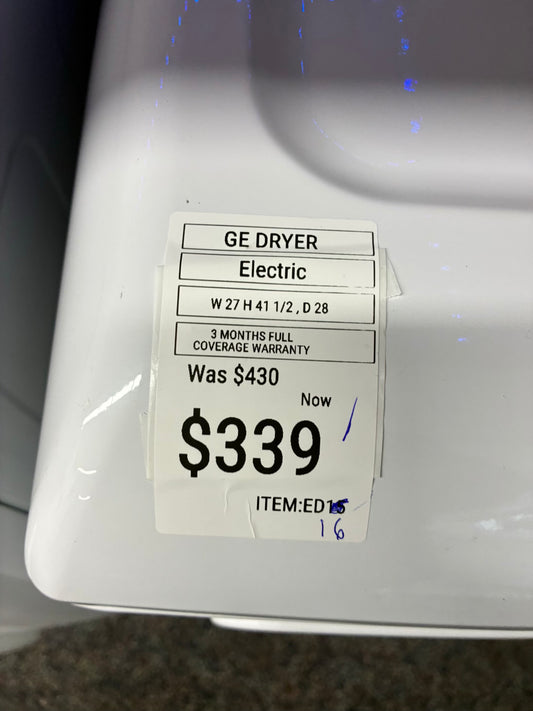 GE DRYER
Electric
W 27 H 41 1/2 , D 28
3 MONTHS FULL
COVERAGE WARRANTY
Was $430
Now
$339
ITEM:ED15
16